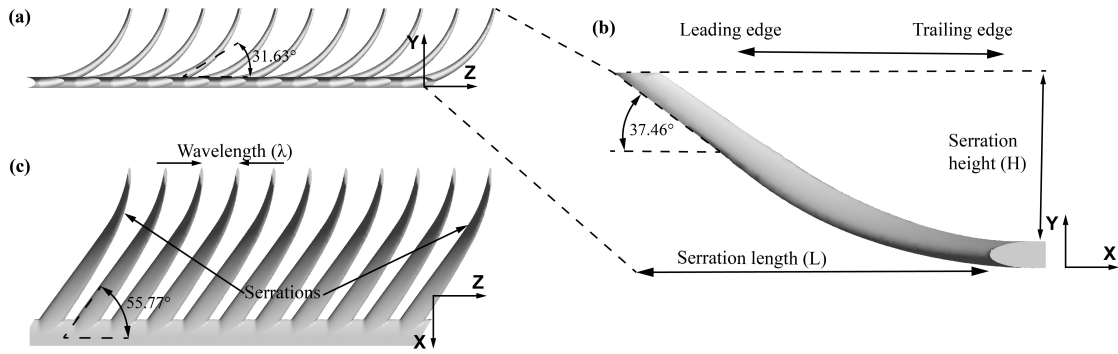 (a)
31.63°
Y
Z
(b)
Leading edge
Trailing edge
37.46°
Serration
height (H)
Serration length (L)
Y
X
(c)
Wavelength (λ)
Serrations
55.77°
Z
X